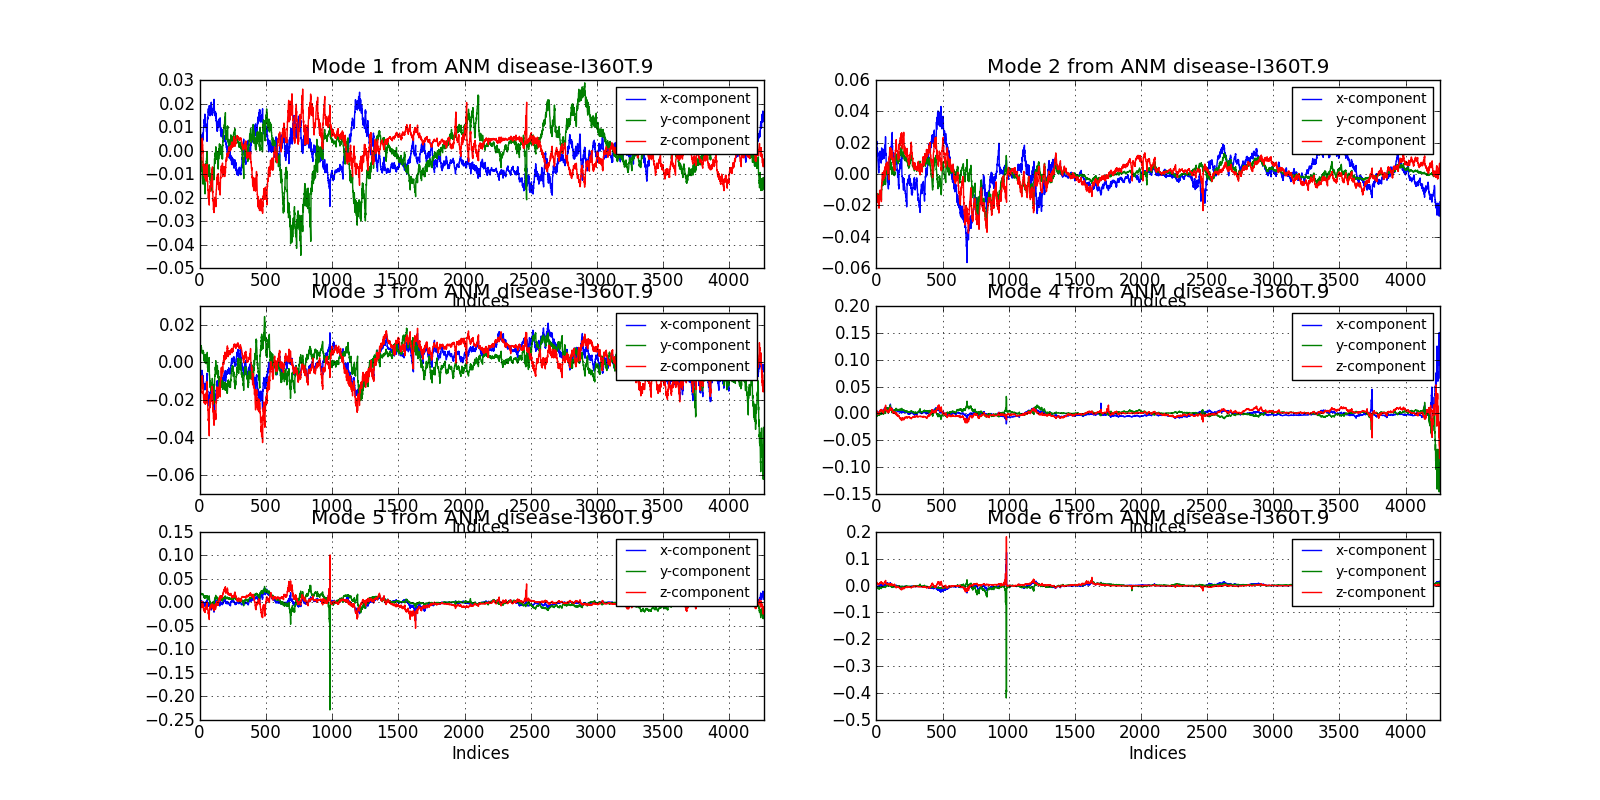 Mode 1 from ANM disease-I360T.9
0.03
0.02
0.01
0.00
−0.01
−0.02
−0.03
−0.04
−0.05
x-component
y-component
z-component
0 500 1000 1500 2000 2500 3000 3500 4000
Indices
Mode 2 from ANM disease-I360T.9
0.06
0.04
0.02
0.00
−0.02
−0.04
−0.06
x-component
y-component
z-component
0 500 1000 1500 2000 2500 3000 3500 4000
Indices
Mode 3 from ANM disease-I360T.9
0.02
0.00
−0.02
−0.04
−0.06
x-component
y-component
z-component
0 500 1000 1500 2000 2500 3000 3500 4000
Indices
Mode 4 from ANM disease-I360T.9
0.20
0.15
0.10
0.05
0.00
−0.05
−0.10
−0.15
x-component
y-component
z-component
0 500 1000 1500 2000 2500 3000 3500 4000
Indices
Mode 5 from ANM disease-I360T.9
0.15
0.10
0.05
0.00
−0.05
−0.10
−0.15
−0.20
−0.25
x-component
y-component
z-component
0 500 1000 1500 2000 2500 3000 3500 4000
Indices
Mode 6 from ANM disease-I360T.9
0.2
0.1
0.0
−0.1
−0.2
−0.3
−0.4
−0.5
x-component
y-component
z-component
0 500 1000 1500 2000 2500 3000 3500 4000
Indices